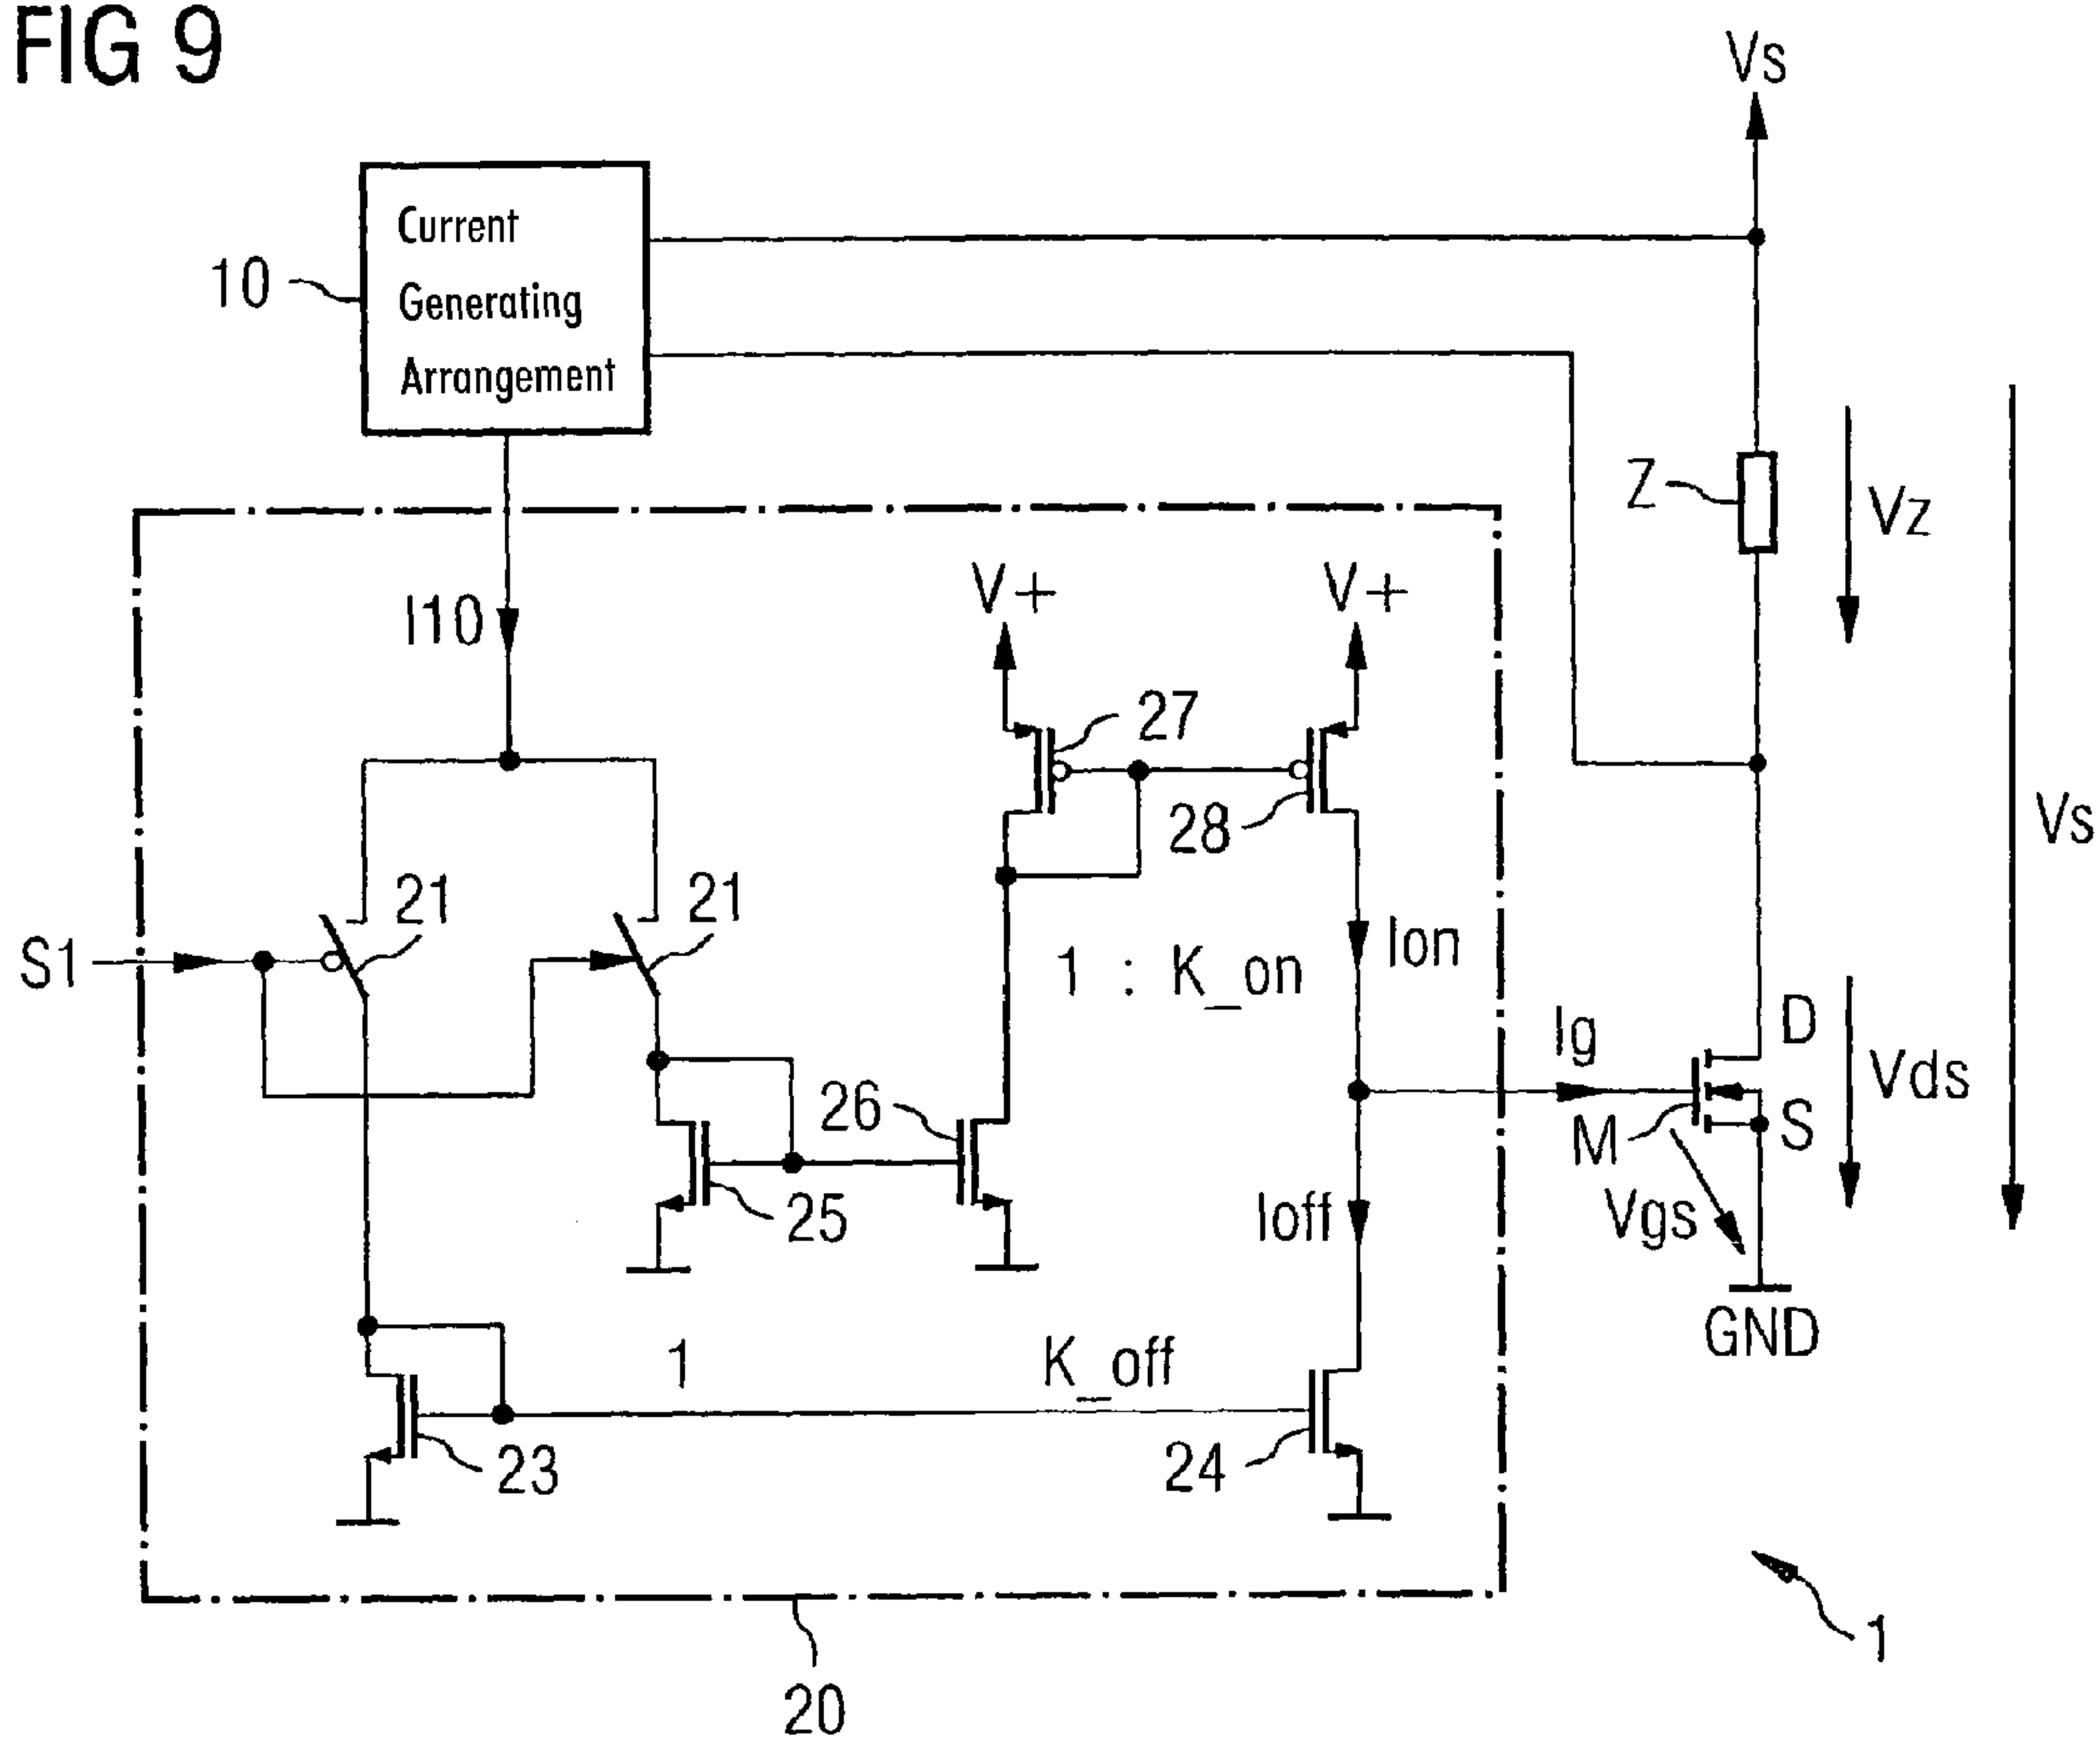 FIG 9
Vs
Current
Generating
Arrangement
10
Z
Vz
I10
V+
V+
27
28
Vs
21
21
S1
Ion
1 : K_on
Ig
D
Vds
26
M
S
25
Ioff
Vgs
GND
1
K_off
23
24
1
20